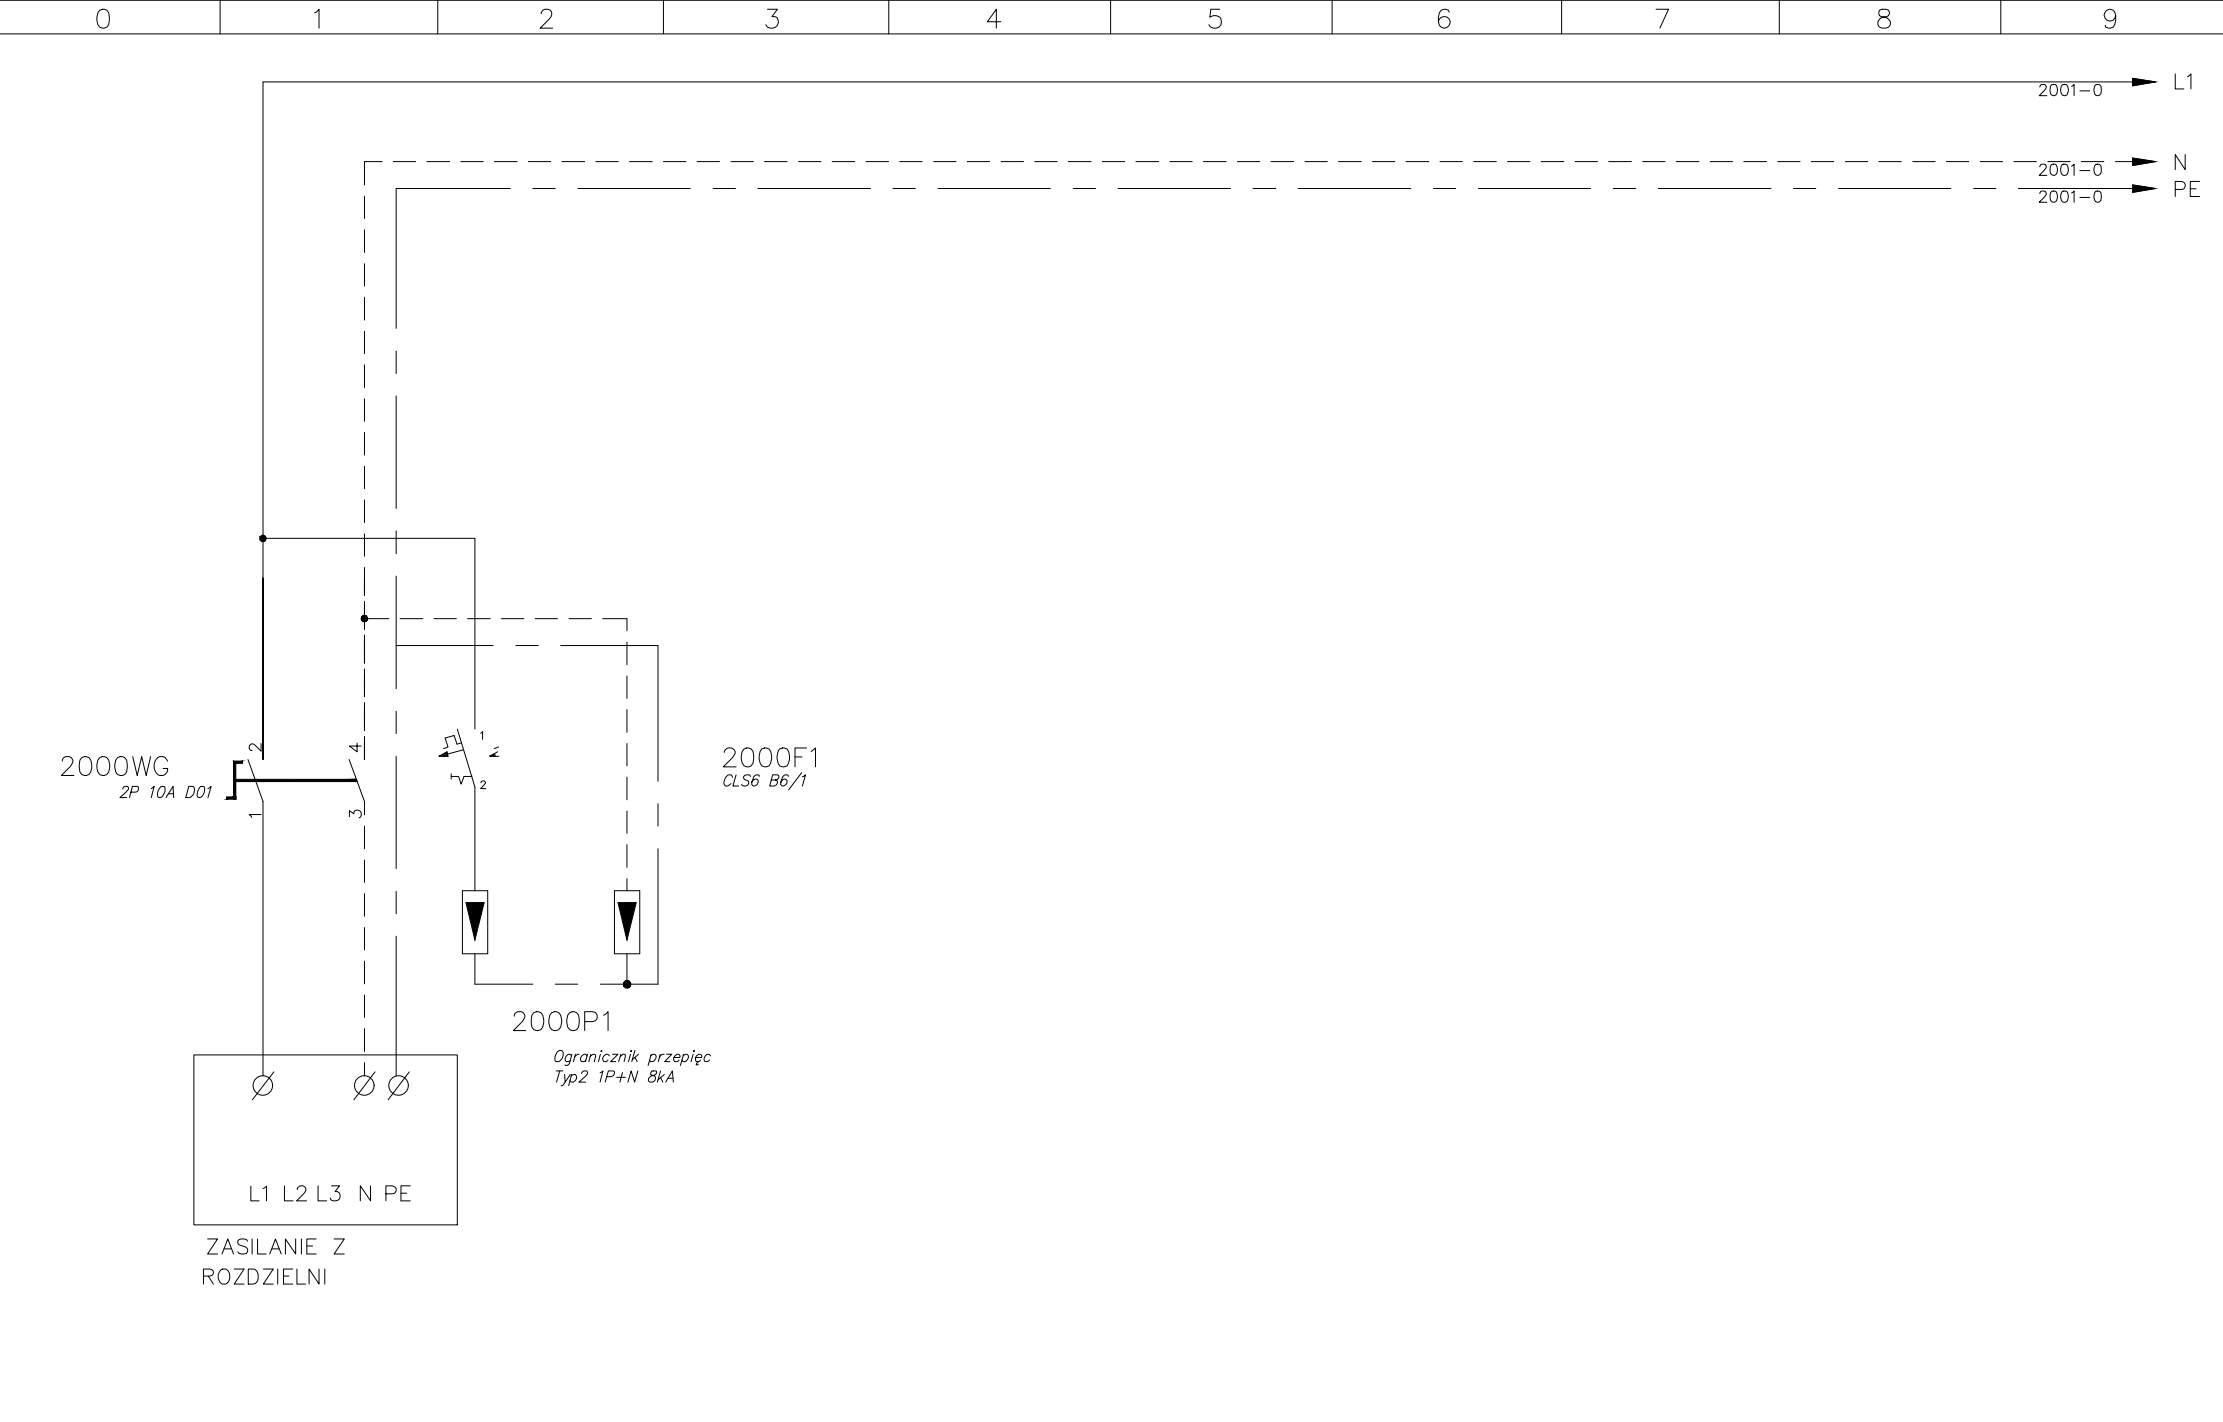 0 1 2 3 4 5 6 7 8 9
2001-0 L1
2001-0 N
2001-0 PE
2000WG
2P 10A D01
2 4
1 3
1
2
2000F1
CLS6 B6/1
2000P1
Ogranicznik przepięc
Typ2 1P+N 8kA
L1 L2 L3 N PE
ZASILANIE Z
ROZDZIELNI